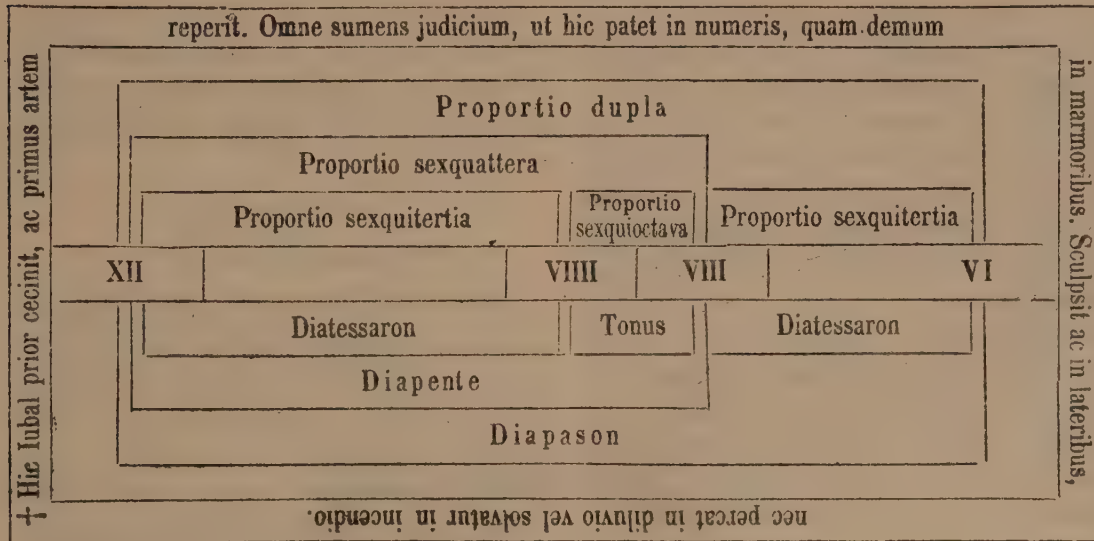 † Hic Iubal prior cecinit, ac primus artem
reperit. Omne sumens judicium, ut hic patet in numeris, quam demum
in marmoribus. Sculpsit ac in lateribus,
nec percat in diluvio vel solvatur in incendio.
Proportio dupla
Proportio sexquattera
Proportio sexquitertia
Proportio
sexquioctava
Proportio sexquitertia
XII VIIII VIII VI
Diatessaron Tonus Diatessaron
Diapente
Diapason